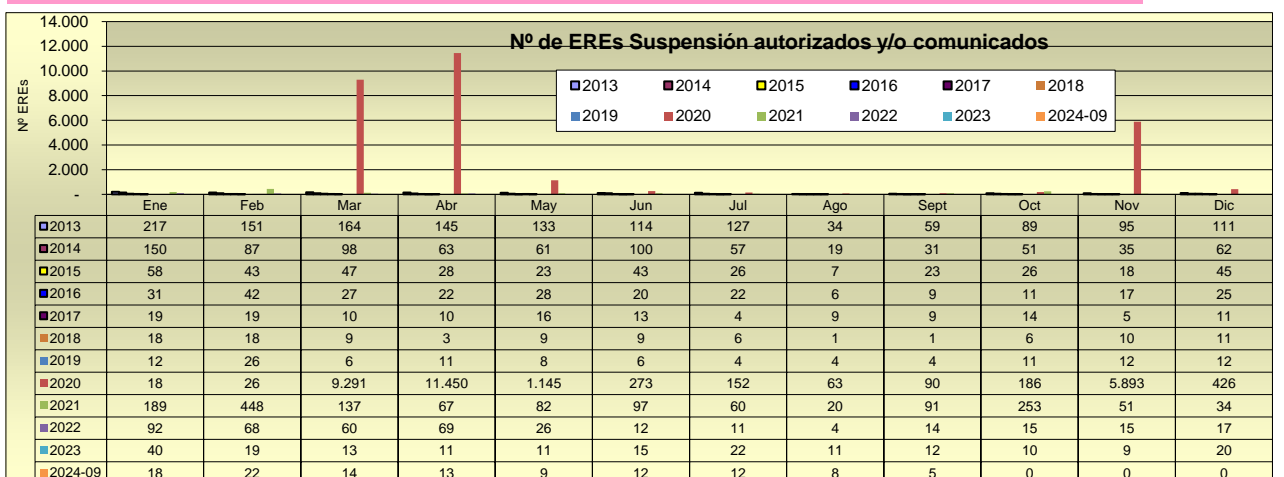 Nº de EREs Suspensión autorizados y/o comunicados
Nº EREs
14.000
12.000
10.000
8.000
6.000
4.000
2.000
-
2013 2014 2015 2016 2017 2018
2019 2020 2021 2022 2023 2024-09
Ene Feb Mar Abr May Jun Jul Ago Sept Oct Nov Dic
2013 217 151 164 145 133 114 127 34 59 89 95 111
2014 150 87 98 63 61 100 57 19 31 51 35 62
2015 58 43 47 28 23 43 26 7 23 26 18 45
2016 31 42 27 22 28 20 22 6 9 11 17 25
2017 19 19 10 10 16 13 4 9 9 14 5 11
2018 18 18 9 3 9 9 6 1 1 6 10 11
2019 12 26 6 11 8 6 4 4 4 11 12 12
2020 18 26 9.291 11.450 1.145 273 152 63 90 186 5.893 426
2021 189 448 137 67 82 97 60 20 91 253 51 34
2022 92 68 60 69 26 12 11 4 14 15 15 17
2023 40 19 13 11 11 15 22 11 12 10 9 20
2024-09 18 22 14 13 9 12 12 8 5 0 0 0